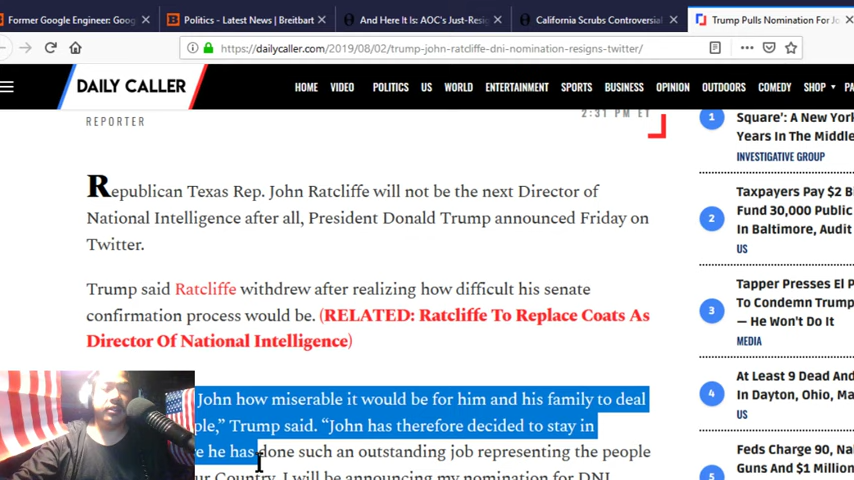 Former Google Engineer: Goog
Politics - Latest News | Breitbart
And Here It Is: AOC's Just-Resig
California Scrubs Controversial
Trump Pulls Nomination For Jo
https://dailycaller.com/2019/08/02/trump-john-ratcliffe-dni-nomination-resigns-twitter/
DAILY CALLER
HOME VIDEO POLITICS US WORLD ENTERTAINMENT SPORTS BUSINESS OPINION OUTDOORS COMEDY SHOP PA
REPORTER
2:31 PM ET
Republican Texas Rep. John Ratcliffe will not be the next Director of
National Intelligence after all, President Donald Trump announced Friday on
Twitter.
Trump said Ratcliffe withdrew after realizing how difficult his senate
confirmation process would be. (RELATED: Ratcliffe To Replace Coats As
Director Of National Intelligence)
John how miserable it would be for him and his family to deal
ple,” Trump said. “John has therefore decided to stay in
e he has done such an outstanding job representing the people
ur Country. I will be announcing my nomination for DNI
1
Square': A New York
Years In The Middle
INVESTIGATIVE GROUP
2
Taxpayers Pay $2 Bi
Fund 30,000 Public
In Baltimore, Audit
US
3
Tapper Presses El P
To Condemn Trump
— He Won't Do It
MEDIA
4
At Least 9 Dead And
In Dayton, Ohio, Ma
US
5
Feds Charge 90, Na
Guns And $1 Million